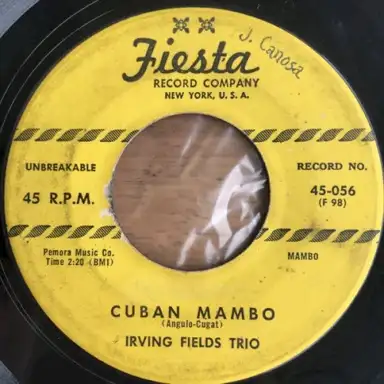 J. Canosa
Fiesta
RECORD COMPANY
NEW YORK, U. S. A.
UNBREAKABLE
45 R.P.M.
RECORD NO.
45-056
(F 98)
Pemora Music Co.
Time 2:20 (BMI)
MAMBO
CUBAN MAMBO
(Angulo-Cugat)
IRVING FIELDS TRIO